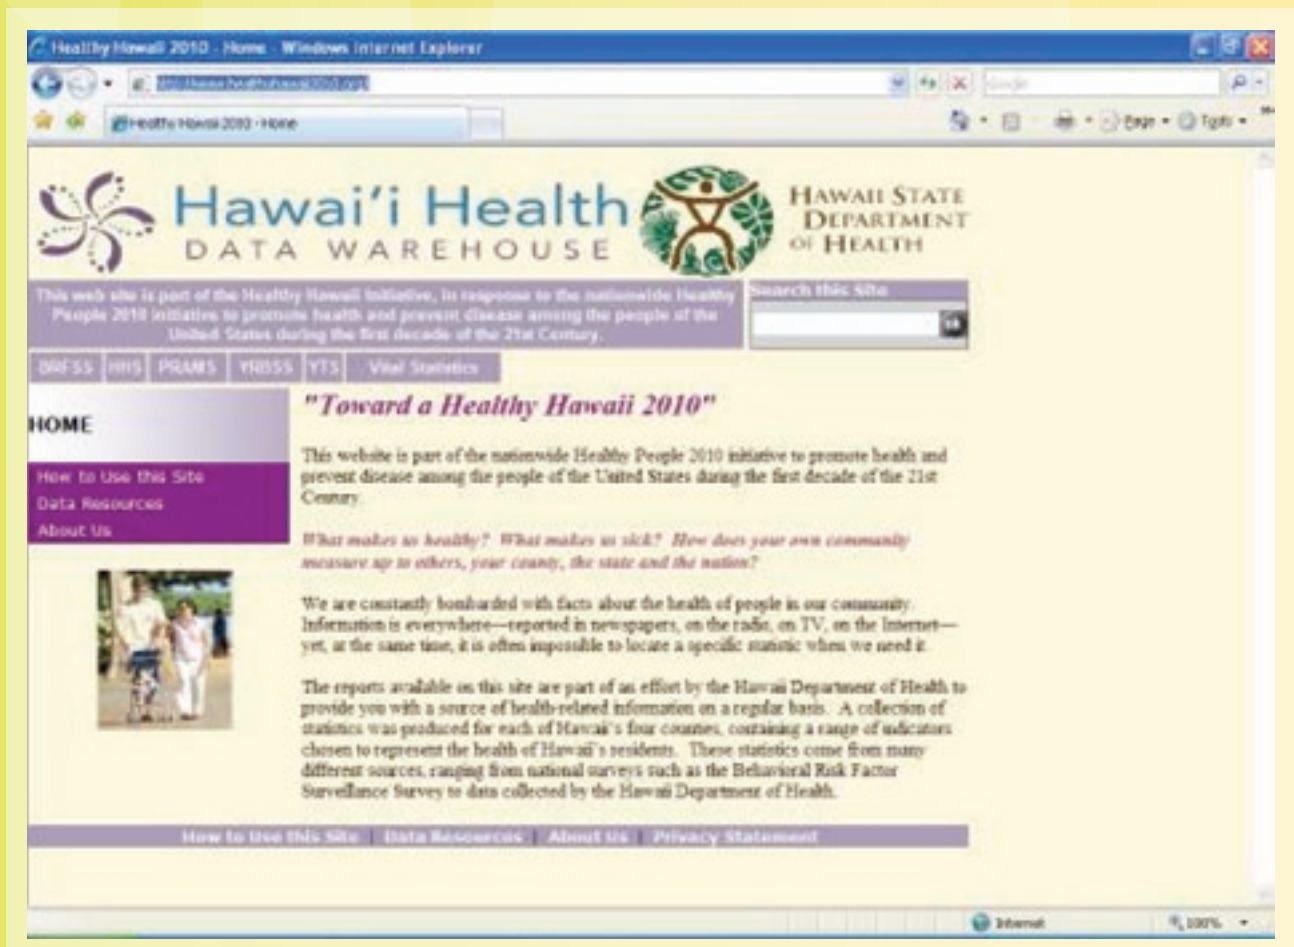 Healthy Hawaii 2010 - Home - Windows Internet Explorer
Google
Healthy Hawaii 2010 - Home
Page Tools
Hawai'i Health
DATA WAREHOUSE
HAWAII STATE
DEPARTMENT
OF HEALTH
This web site is part of the Healthy Hawaii Initiative, in response to the nationwide Healthy
People 2010 initiative to promote health and prevent disease among the people of the
United States during the first decade of the 21st Century.
Search this Site
BRFSS HHS PRAMS YRBSS YTS Vital Statistics
HOME
How to Use this Site
Data Resources
About Us
"Toward a Healthy Hawaii 2010"
This website is part of the nationwide Healthy People 2010 initiative to promote health and
prevent disease among the people of the United States during the first decade of the 21st
Century.
What makes us healthy? What makes us sick? How does your own community
measure up to others, your county, the state and the nation?
We are constantly bombarded with facts about the health of people in our community.
Information is everywhere—reported in newspapers, on the radio, on TV, on the Internet—
yet, at the same time, it is often impossible to locate a specific statistic when we need it.
The reports available on this site are part of an effort by the Hawaii Department of Health to
provide you with a source of health-related information on a regular basis. A collection of
statistics was produced for each of Hawaii's four counties, containing a range of indicators
chosen to represent the health of Hawaii's residents. These statistics come from many
different sources, ranging from national surveys such as the Behavioral Risk Factor
Surveillance Survey to data collected by the Hawaii Department of Health.
How to Use this Site | Data Resources | About Us | Privacy Statement
Internet
100%